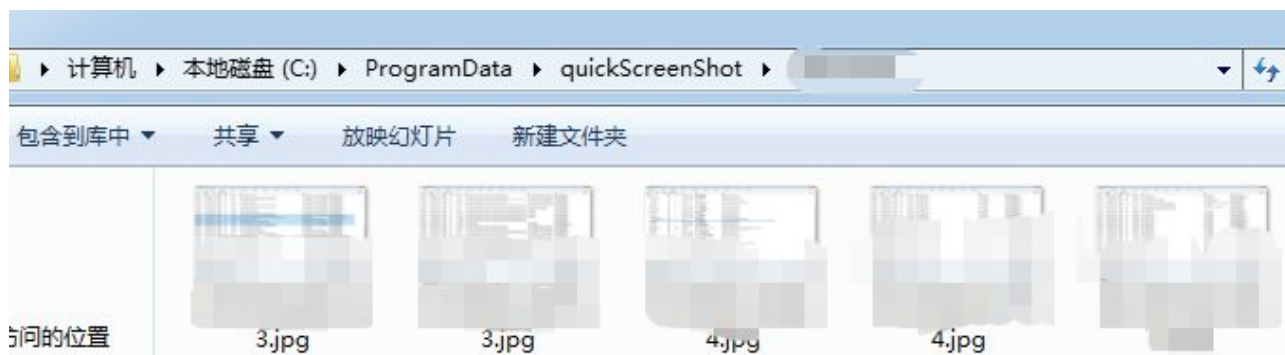 计算机 本地磁盘 (C:) ProgramData quickScreenShot
包含到库中 共享 放映幻灯片 新建文件夹
问的位置 3.jpg 3.jpg 4.jpg 4.jpg